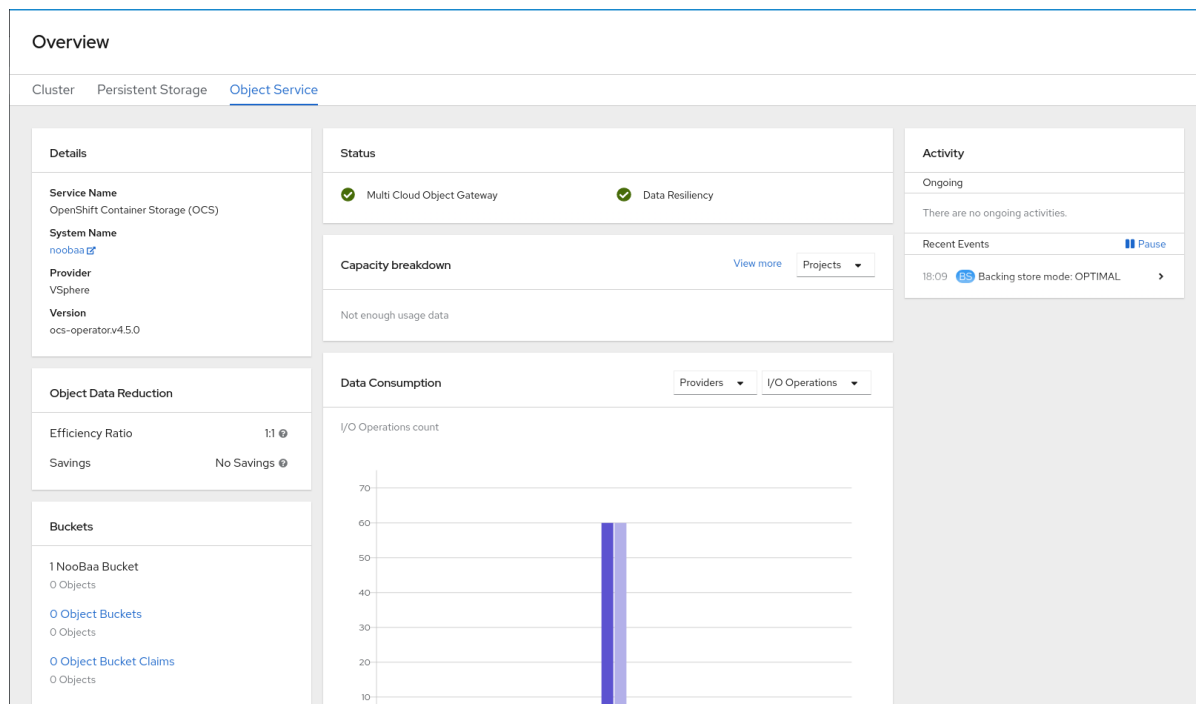 Overview
Cluster Persistent Storage Object Service
Details
Service Name
OpenShift Container Storage (OCS)
System Name
noobaa
Provider
VSphere
Version
ocs-operator.v4.5.0
Object Data Reduction
Efficiency Ratio 1:1
Savings No Savings
Buckets
1 NooBaa Bucket
0 Objects
0 Object Buckets
0 Objects
0 Object Bucket Claims
0 Objects
Status
Multi Cloud Object Gateway Data Resiliency
Capacity breakdown View more Projects
Not enough usage data
Data Consumption Providers I/O Operations
I/O Operations count
70
60
50
40
30
20
10
Activity
Ongoing
There are no ongoing activities.
Recent Events Pause
18:09 BS Backing store mode: OPTIMAL